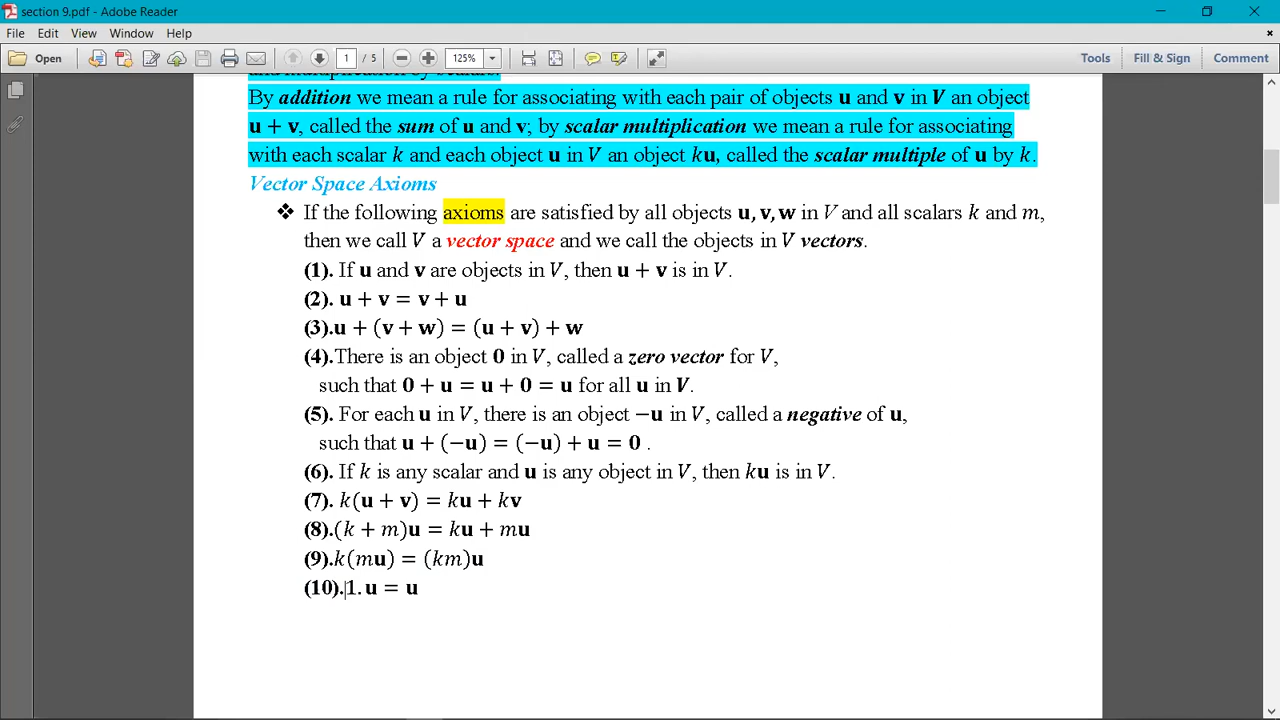 section 9.pdf - Adobe Reader
File Edit View Window Help
Open 1 / 5 125% Tools Fill & Sign Comment
and multiplication by scalars.
By addition we mean a rule for associating with each pair of objects u and v in V an object
u + v, called the sum of u and v; by scalar multiplication we mean a rule for associating
with each scalar k and each object u in V an object ku, called the scalar multiple of u by k.
Vector Space Axioms
❖ If the following axioms are satisfied by all objects u, v, w in V and all scalars k and m,
then we call V a vector space and we call the objects in V vectors.
(1). If u and v are objects in V, then u + v is in V.
(2). u + v = v + u
(3).u + (v + w) = (u + v) + w
(4).There is an object 0 in V, called a zero vector for V,
such that 0 + u = u + 0 = u for all u in V.
(5). For each u in V, there is an object −u in V, called a negative of u,
such that u + (−u) = (−u) + u = 0 .
(6). If k is any scalar and u is any object in V, then ku is in V.
(7). k(u + v) = ku + kv
(8).(k + m)u = ku + mu
(9).k(mu) = (km)u
(10).1. u = u